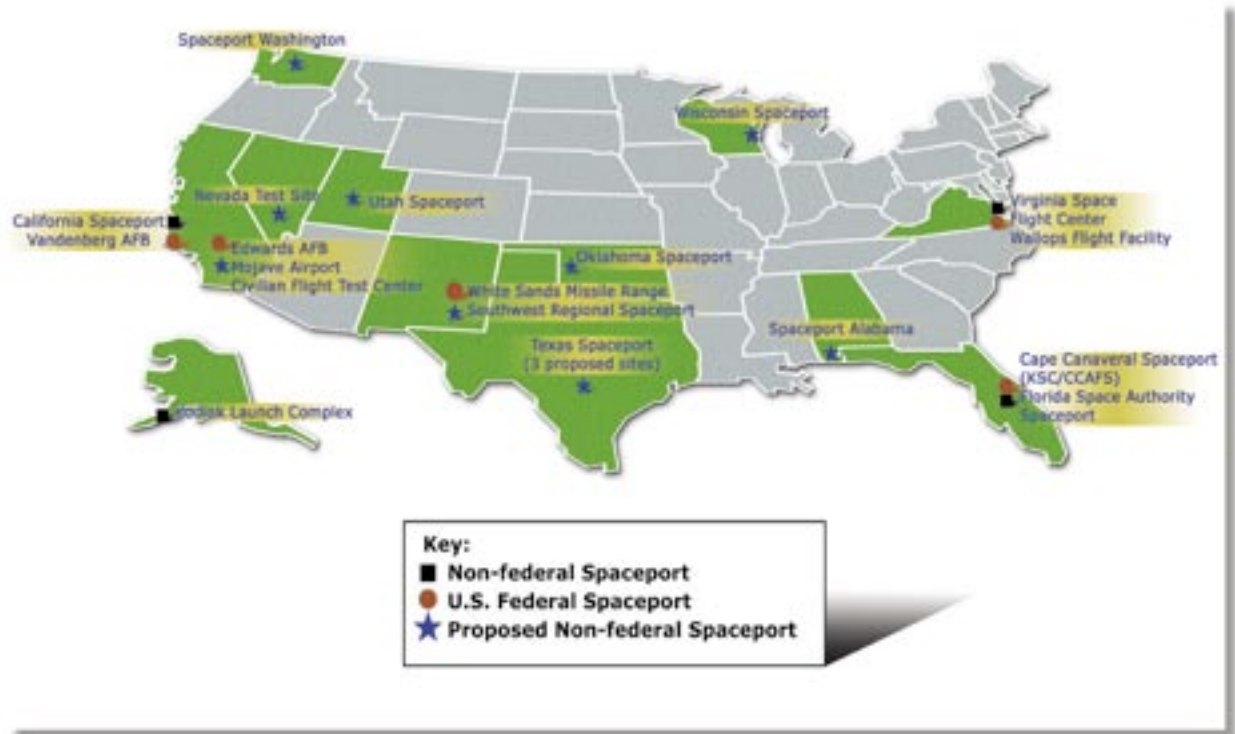 Spaceport Washington
Wisconsin Spaceport
Nevada Test Site
Utah Spaceport
California Spaceport
Vandenberg AFB
Edwards AFB
Mojave Airport
Civilian Flight Test Center
Virginia Space
Flight Center
Wallops Flight Facility
Oklahoma Spaceport
White Sands Missile Range
Southwest Regional Spaceport
Texas Spaceport
(3 proposed sites)
Spaceport Alabama
Cape Canaveral Spaceport
(KSC/CCAFS)
Florida Space Authority
Spaceport
Kodiak Launch Complex
Key:
Non-federal Spaceport
U.S. Federal Spaceport
Proposed Non-federal Spaceport